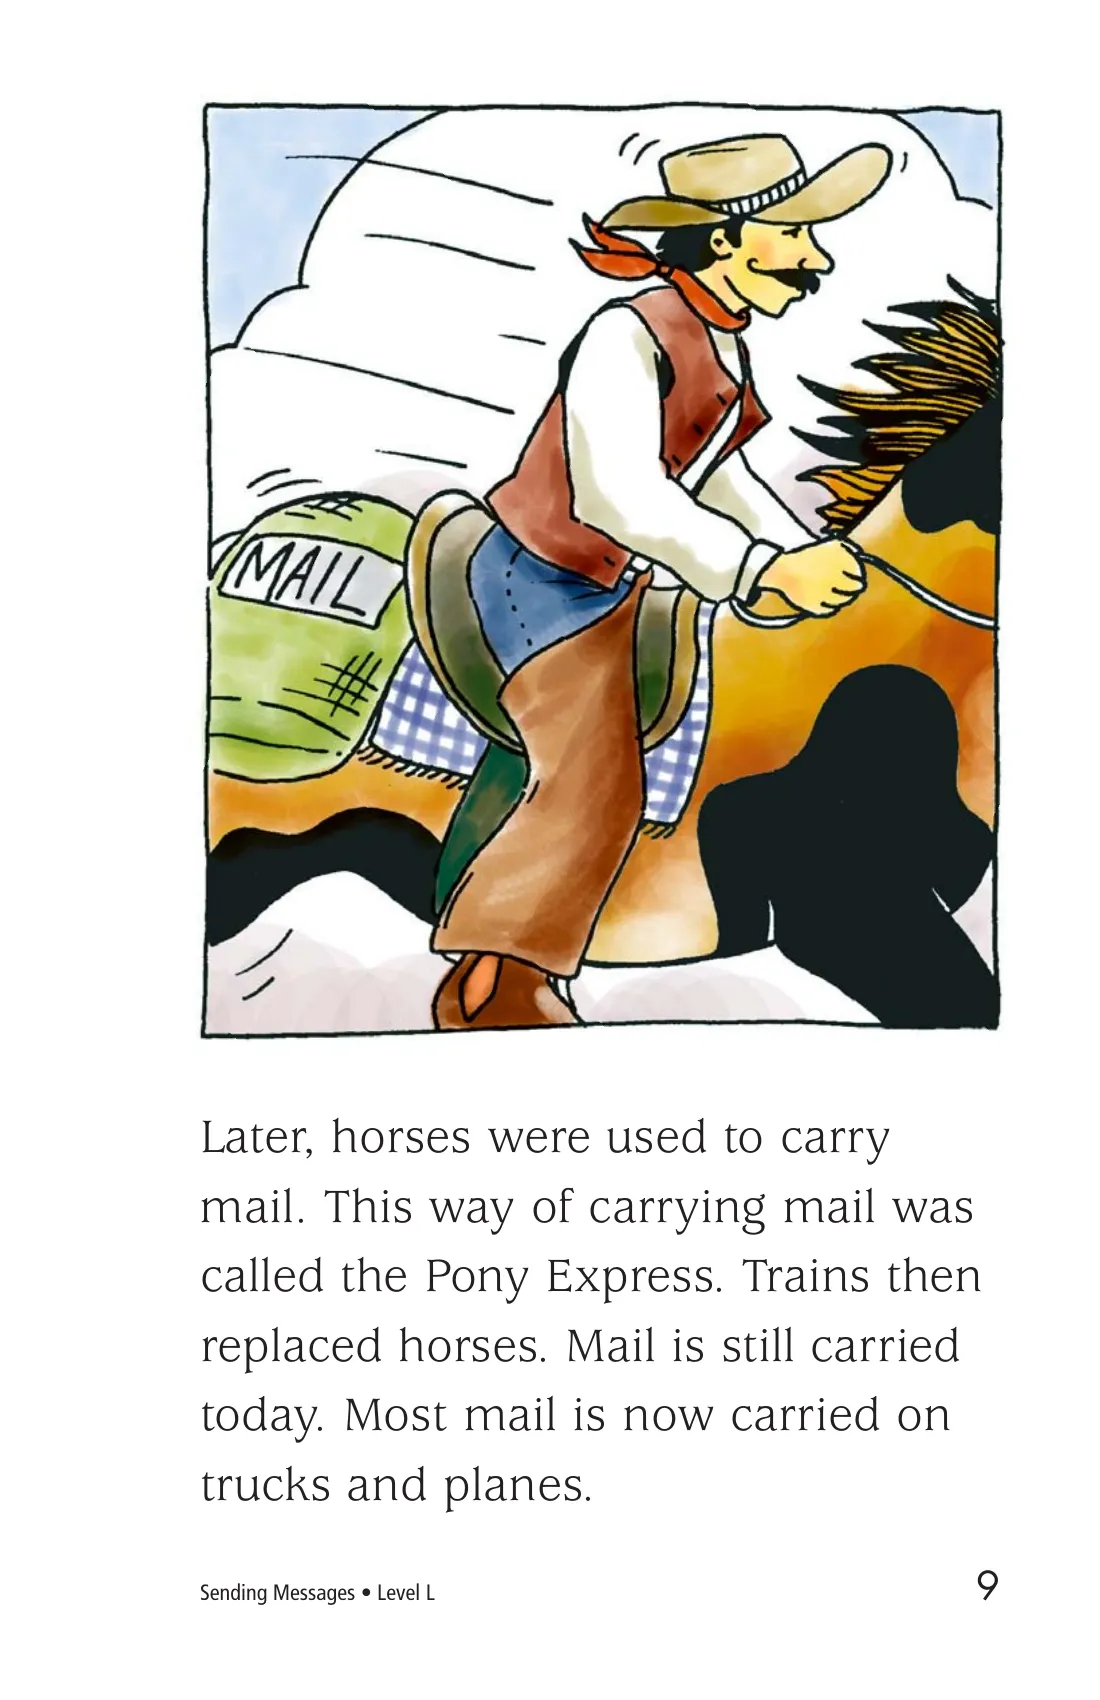 MAIL
Later, horses were used to carry
mail. This way of carrying mail was
called the Pony Express. Trains then
replaced horses. Mail is still carried
today. Most mail is now carried on
trucks and planes.
Sending Messages • Level L
9